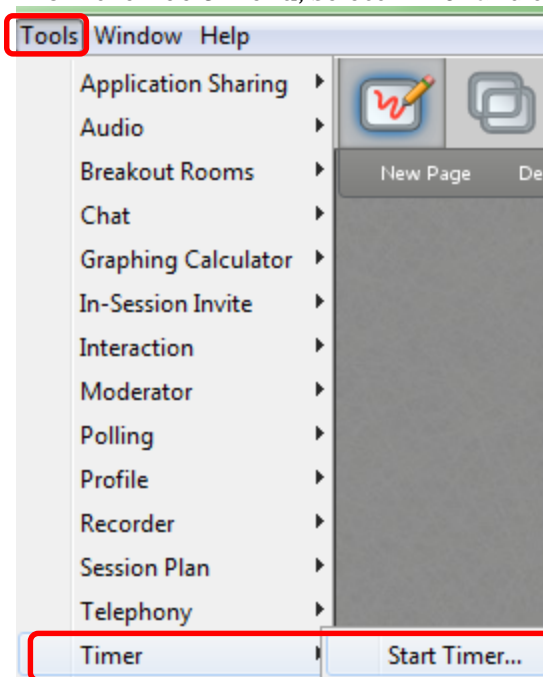 Tools Window Help
Application Sharing
Audio
Breakout Rooms
New Page
Chat
Graphing Calculator
In-Session Invite
Interaction
Moderator
Polling
Profile
Recorder
Session Plan
Telephony
Timer Start Timer...